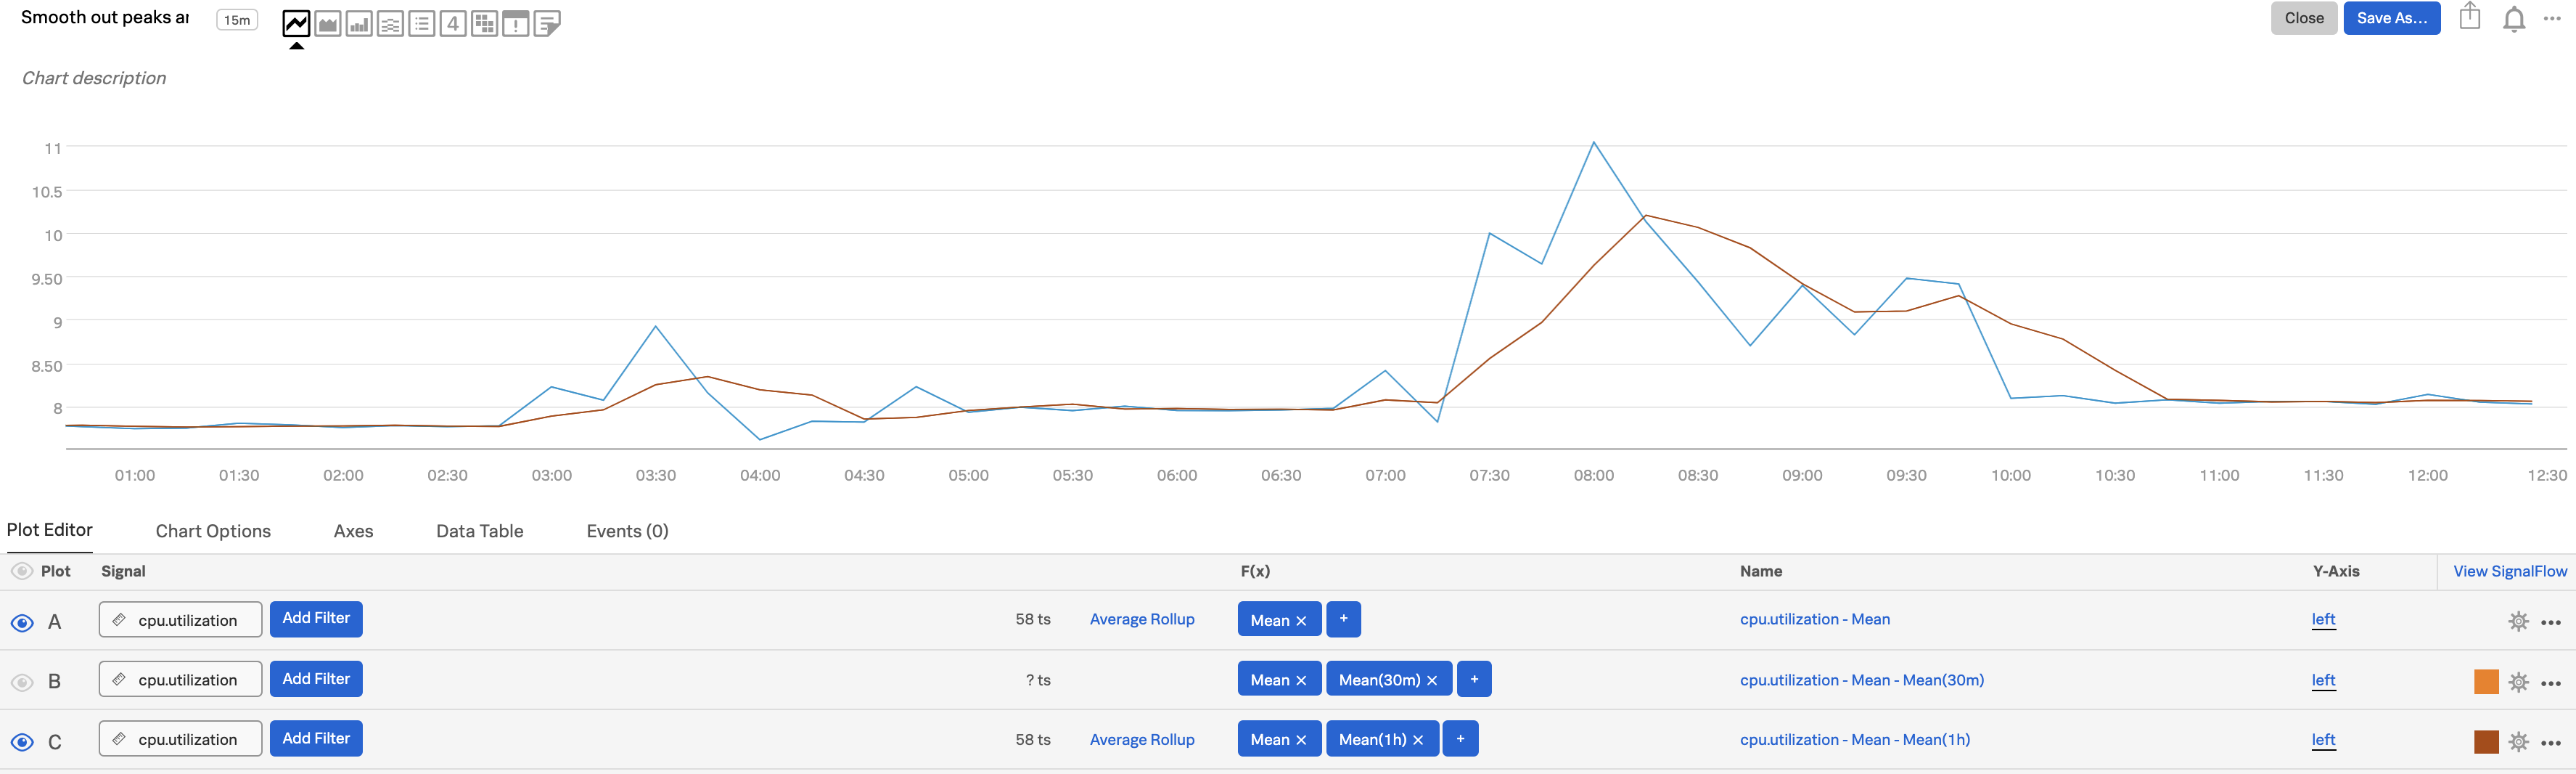 Smooth out peaks ar 15m 4 Close Save As... ...
Chart description
11
10.5
10
9.50
9
8.50
8
01:00 01:30 02:00 02:30 03:00 03:30 04:00 04:30 05:00 05:30 06:00 06:30 07:00 07:30 08:00 08:30 09:00 09:30 10:00 10:30 11:00 11:30 12:00 12:30
Plot Editor Chart Options Axes Data Table Events (0)
Plot Signal F(x) Name Y-Axis View SignalFlow
A cpu.utilization Add Filter 58 ts Average Rollup Mean × + cpu.utilization - Mean left
B cpu.utilization Add Filter ? ts Mean × Mean(30m) × + cpu.utilization - Mean - Mean(30m) left
C cpu.utilization Add Filter 58 ts Average Rollup Mean × Mean(1h) × + cpu.utilization - Mean - Mean(1h) left